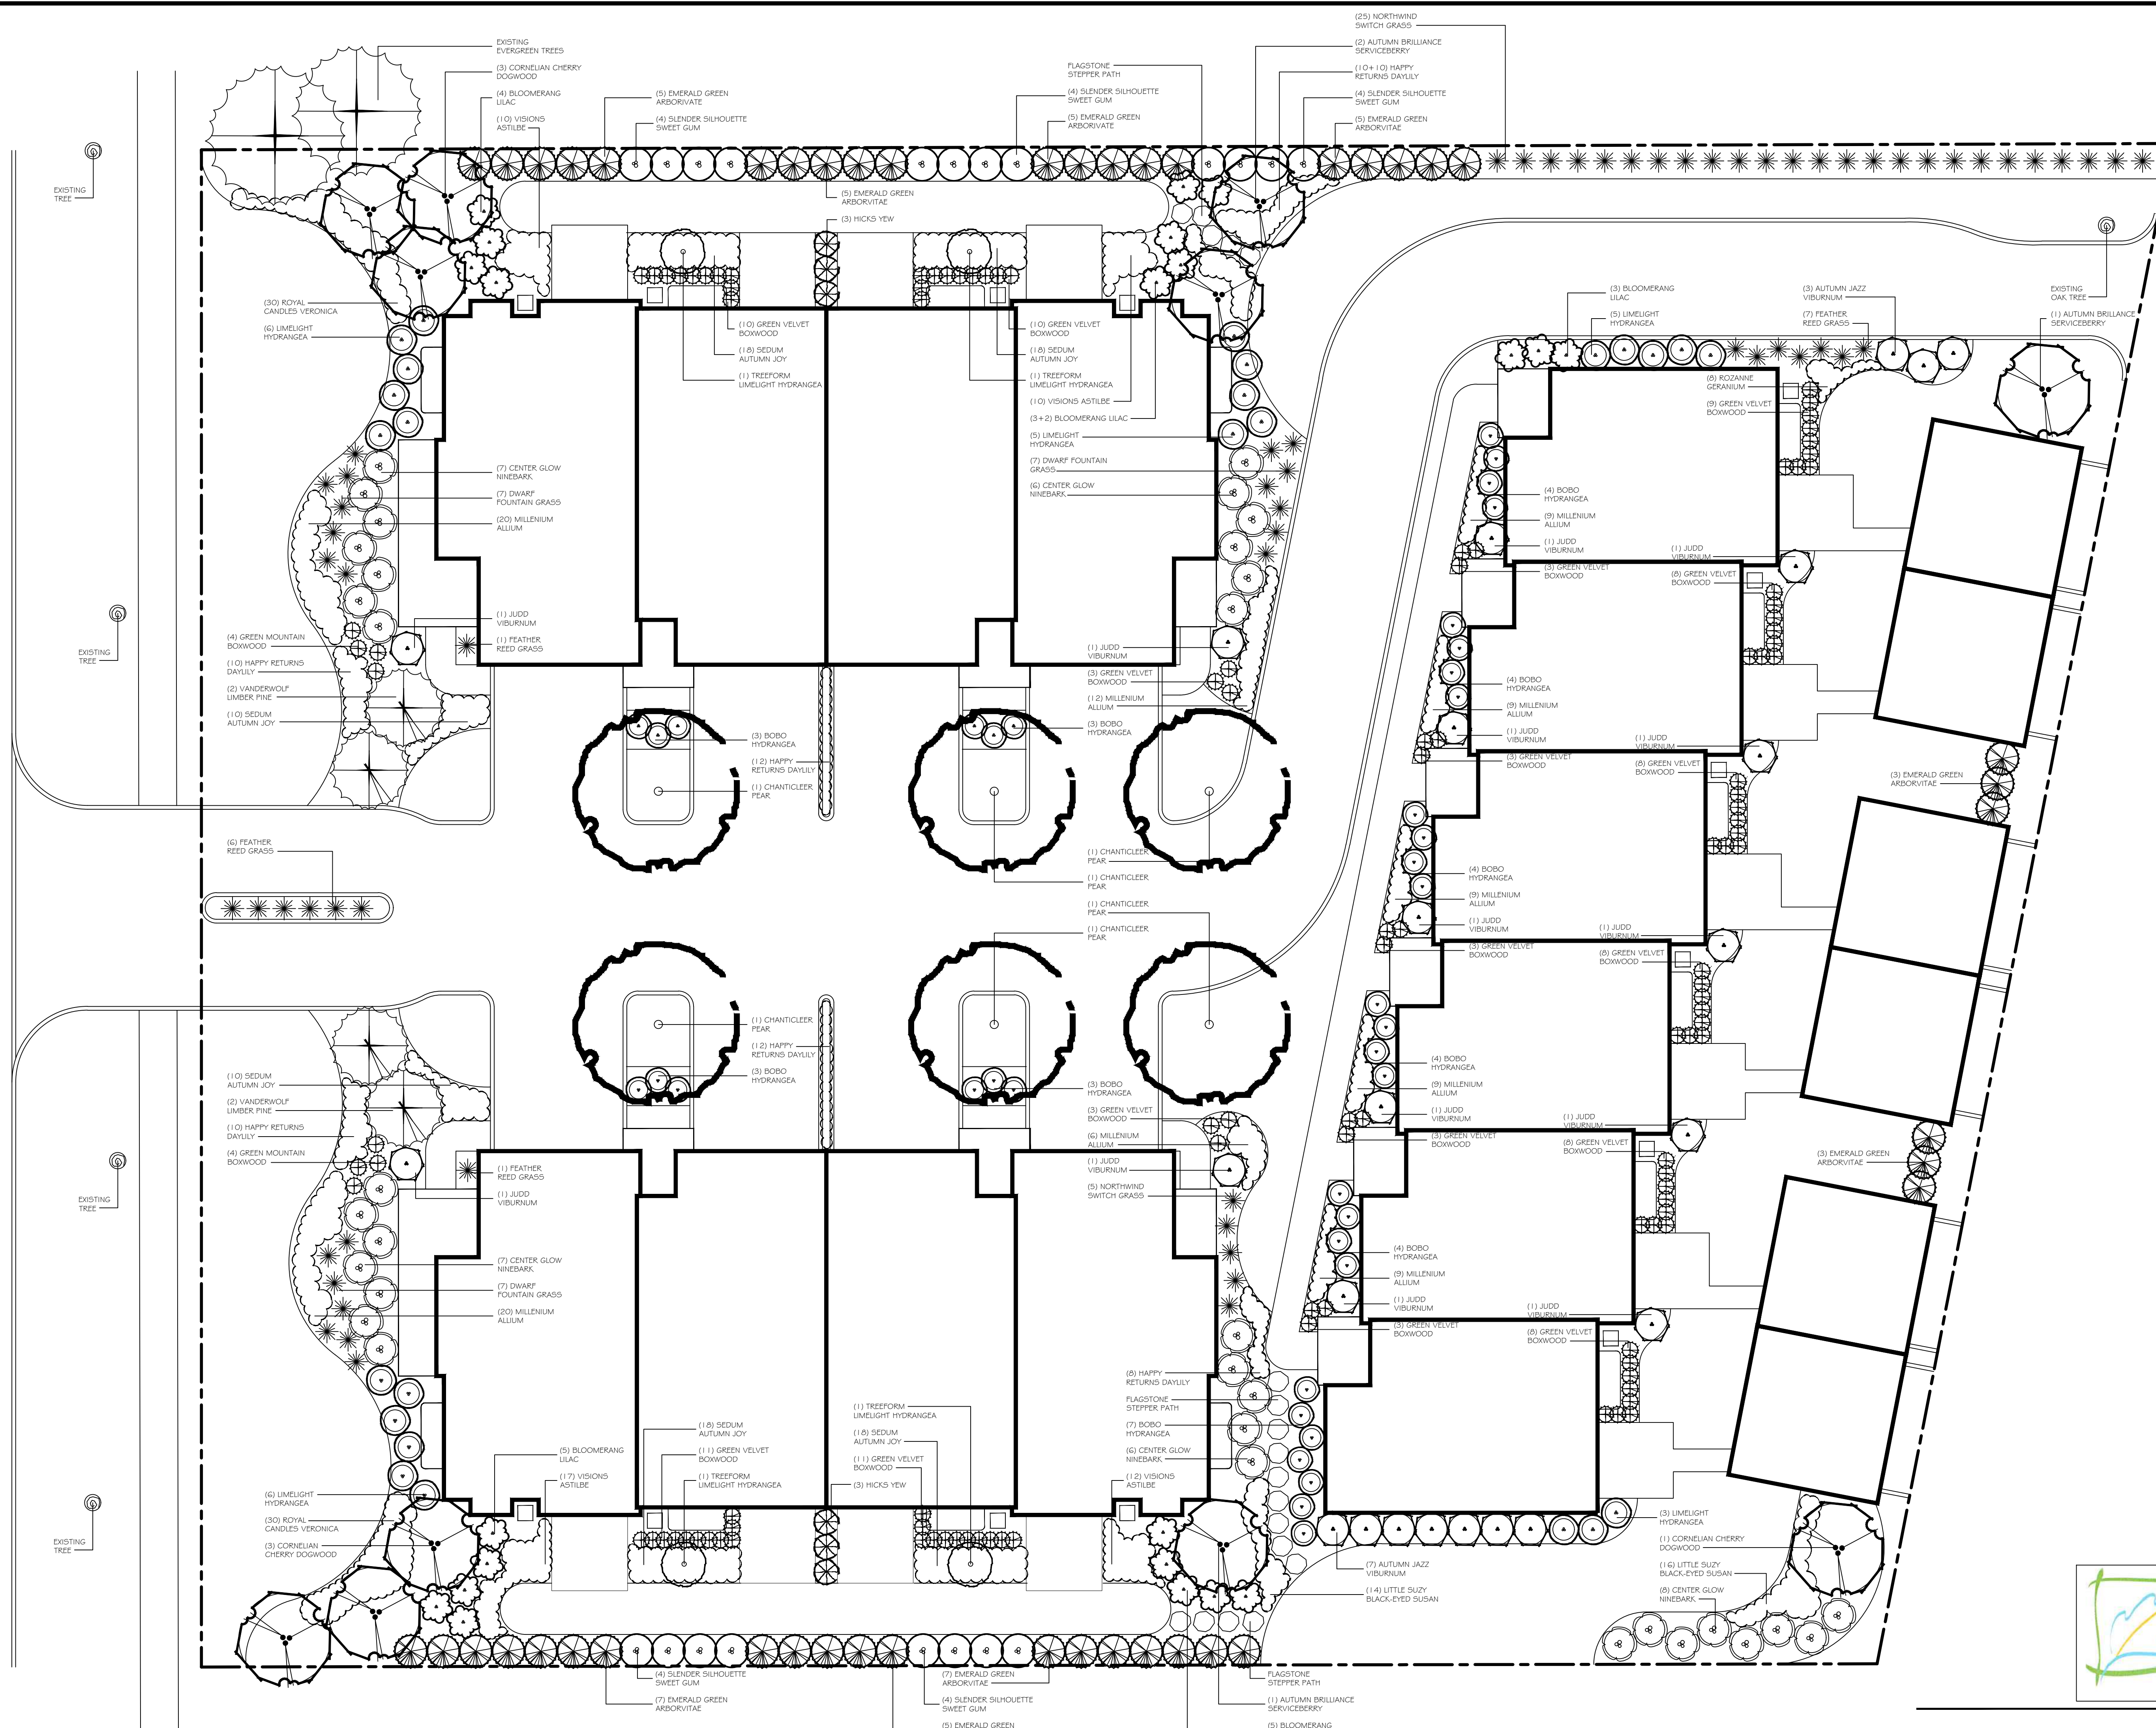 (25) NORTHWIND
SWITCH GRASS
EXISTING
EVERGREEN TREES
(2) AUTUMN BRILLIANCE
SERVICEBERRY
(3) CORNELIAN CHERRY
DOGWOOD
FLAGSTONE
STEPPER PATH
(10+10) HAPPY
RETURNS DAYLILY
(4) BLOOMERANG
LILAC
(5) EMERALD GREEN
ARBORIVATE
(4) SLENDER SILHOUETTE
SWEET GUM
(4) SLENDER SILHOUETTE
SWEET GUM
(10) VISIONS
ASTILBE
(4) SLENDER SILHOUETTE
SWEET GUM
(5) EMERALD GREEN
ARBORIVATE
(5) EMERALD GREEN
ARBORVITAE
EXISTING
TREE
(5) EMERALD GREEN
ARBORVITAE
(3) HICKS YEW
(30) ROYAL
CANDLES VERONICA
(6) LIMELIGHT
HYDRANGEA
(10) GREEN VELVET
BOXWOOD
(18) SEDUM
AUTUMN JOY
(1) TREEFORM
LIMELIGHT HYDRANGEA
(10) GREEN VELVET
BOXWOOD
(18) SEDUM
AUTUMN JOY
(1) TREEFORM
LIMELIGHT HYDRANGEA
(10) VISIONS ASTILBE
(3+2) BLOOMERANG LILAC
(5) LIMELIGHT
HYDRANGEA
(7) DWARF FOUNTAIN
GRASS
(6) CENTER GLOW
NINEBARK
(3) BLOOMERANG
LILAC
(5) LIMELIGHT
HYDRANGEA
(3) AUTUMN JAZZ
VIBURNUM
(7) FEATHER
REED GRASS
EXISTING
OAK TREE
(1) AUTUMN BRILLANCE
SERVICEBERRY
(8) ROZANNE
GERANIUM
(9) GREEN VELVET
BOXWOOD
(7) CENTER GLOW
NINEBARK
(7) DWARF
FOUNTAIN GRASS
(20) MILLENIUM
ALLIUM
(4) BOBO
HYDRANGEA
(9) MILLENIUM
ALLIUM
(1) JUDD
VIBURNUM
(3) GREEN VELVET
BOXWOOD
(1) JUDD
VIBURNUM
(8) GREEN VELVET
BOXWOOD
(1) JUDD
VIBURNUM
(1) FEATHER
REED GRASS
EXISTING
TREE
(4) GREEN MOUNTAIN
BOXWOOD
(10) HAPPY RETURNS
DAYLILY
(2) VANDERWOLF
LIMBER PINE
(10) SEDUM
AUTUMN JOY
(1) JUDD
VIBURNUM
(3) GREEN VELVET
BOXWOOD
(12) MILLENIUM
ALLIUM
(3) BOBO
HYDRANGEA
(3) BOBO
HYDRANGEA
(12) HAPPY
RETURNS DAYLILY
(1) CHANTICLEER
PEAR
(4) BOBO
HYDRANGEA
(9) MILLENIUM
ALLIUM
(1) JUDD
VIBURNUM
(3) GREEN VELVET
BOXWOOD
(1) JUDD
VIBURNUM
(8) GREEN VELVET
BOXWOOD
(3) EMERALD GREEN
ARBORVITAE
(6) FEATHER
REED GRASS
(1) CHANTICLEER
PEAR
(1) CHANTICLEER
PEAR
(1) CHANTICLEER
PEAR
(1) CHANTICLEER
PEAR
(4) BOBO
HYDRANGEA
(9) MILLENIUM
ALLIUM
(1) JUDD
VIBURNUM
(3) GREEN VELVET
BOXWOOD
(1) JUDD
VIBURNUM
(8) GREEN VELVET
BOXWOOD
(1) CHANTICLEER
PEAR
(12) HAPPY
RETURNS DAYLILY
(3) BOBO
HYDRANGEA
(10) SEDUM
AUTUMN JOY
(2) VANDERWOLF
LIMBER PINE
(10) HAPPY RETURNS
DAYLILY
(4) GREEN MOUNTAIN
BOXWOOD
EXISTING
TREE
(1) FEATHER
REED GRASS
(1) JUDD
VIBURNUM
(3) BOBO
HYDRANGEA
(3) GREEN VELVET
BOXWOOD
(6) MILLENIUM
ALLIUM
(1) JUDD
VIBURNUM
(5) NORTHWIND
SWITCH GRASS
(4) BOBO
HYDRANGEA
(9) MILLENIUM
ALLIUM
(1) JUDD
VIBURNUM
(3) GREEN VELVET
BOXWOOD
(1) JUDD
VIBURNUM
(8) GREEN VELVET
BOXWOOD
(3) EMERALD GREEN
ARBORVITAE
(7) CENTER GLOW
NINEBARK
(7) DWARF
FOUNTAIN GRASS
(20) MILLENIUM
ALLIUM
(4) BOBO
HYDRANGEA
(9) MILLENIUM
ALLIUM
(1) JUDD
VIBURNUM
(3) GREEN VELVET
BOXWOOD
(1) JUDD
VIBURNUM
(8) GREEN VELVET
BOXWOOD
(8) HAPPY
RETURNS DAYLILY
FLAGSTONE
STEPPER PATH
(7) BOBO
HYDRANGEA
(6) CENTER GLOW
NINEBARK
(12) VISIONS
ASTILBE
(1) TREEFORM
LIMELIGHT HYDRANGEA
(18) SEDUM
AUTUMN JOY
(11) GREEN VELVET
BOXWOOD
(3) HICKS YEW
(18) SEDUM
AUTUMN JOY
(11) GREEN VELVET
BOXWOOD
(1) TREEFORM
LIMELIGHT HYDRANGEA
(5) BLOOMERANG
LILAC
(17) VISIONS
ASTILBE
(6) LIMELIGHT
HYDRANGEA
(30) ROYAL
CANDLES VERONICA
(3) CORNELIAN
CHERRY DOGWOOD
EXISTING
TREE
(3) LIMELIGHT
HYDRANGEA
(1) CORNELIAN CHERRY
DOGWOOD
(16) LITTLE SUZY
BLACK-EYED SUSAN
(8) CENTER GLOW
NINEBARK
(7) AUTUMN JAZZ
VIBURNUM
(14) LITTLE SUZY
BLACK-EYED SUSAN
(4) SLENDER SILHOUETTE
SWEET GUM
(7) EMERALD GREEN
ARBORVITAE
(7) EMERALD GREEN
ARBORVITAE
(4) SLENDER SILHOUETTE
SWEET GUM
(5) EMERALD GREEN
FLAGSTONE
STEPPER PATH
(1) AUTUMN BRILLIANCE
SERVICEBERRY
(5) BLOOMERANG